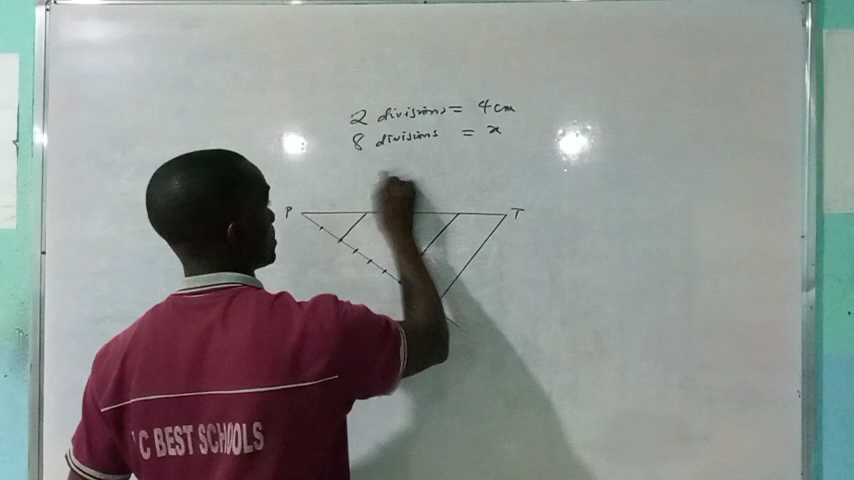 2 divisions = 4cm
8 divisions = x
P T
C BEST SCHOOLS